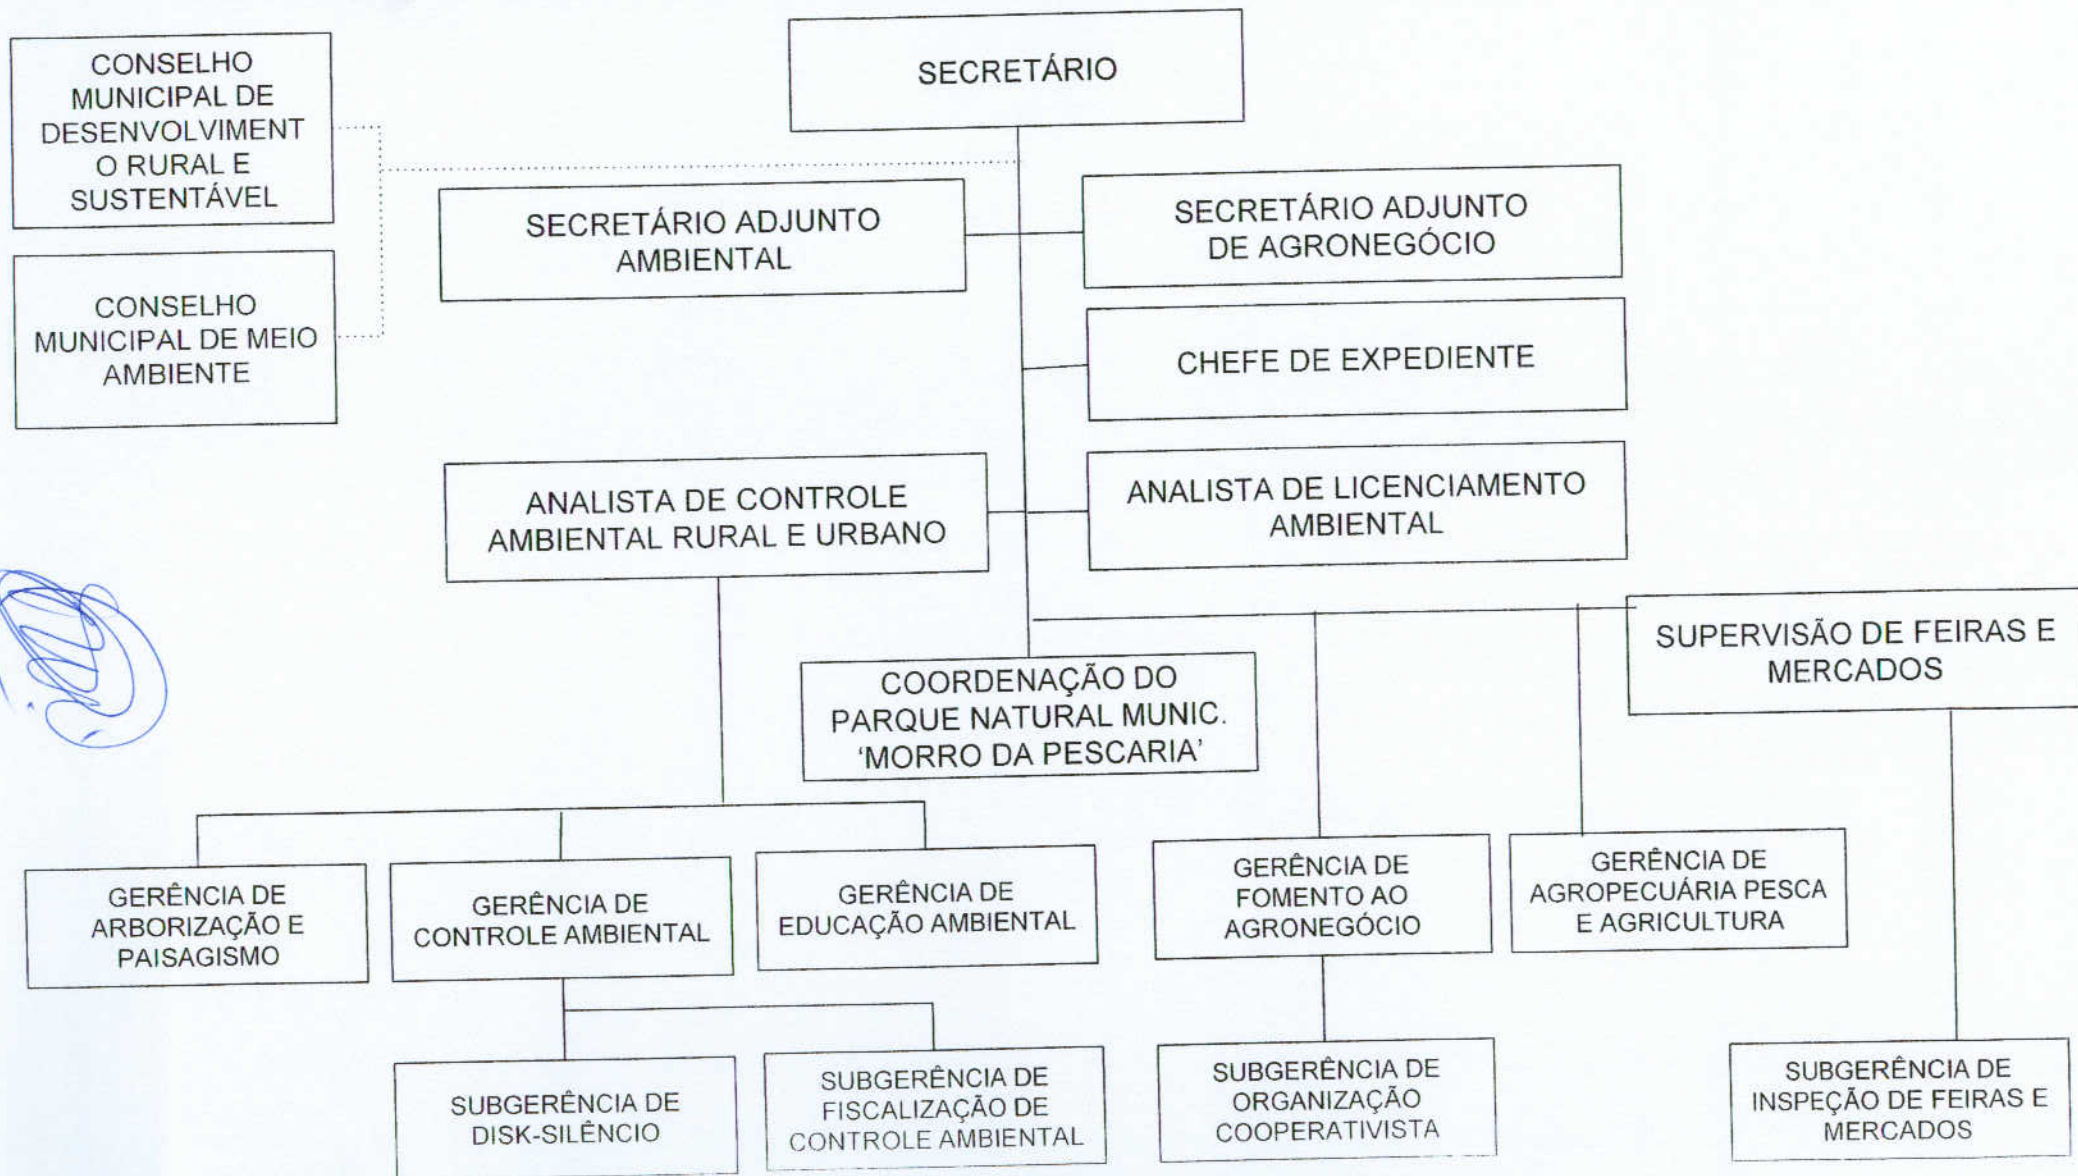 CONSELHO
MUNICIPAL DE
DESENVOLVIMENT
O RURAL E
SUSTENTÁVEL
SECRETÁRIO
SECRETÁRIO ADJUNTO
AMBIENTAL
SECRETÁRIO ADJUNTO
DE AGRONEGÓCIO
CONSELHO
MUNICIPAL DE MEIO
AMBIENTE
CHEFE DE EXPEDIENTE
ANALISTA DE CONTROLE
AMBIENTAL RURAL E URBANO
ANALISTA DE LICENCIAMENTO
AMBIENTAL
SUPERVISÃO DE FEIRAS E
MERCADOS
COORDENAÇÃO DO
PARQUE NATURAL MUNIC.
‘MORRO DA PESCARIA’
GERÊNCIA DE
ARBORIZAÇÃO E
PAISAGISMO
GERÊNCIA DE
CONTROLE AMBIENTAL
GERÊNCIA DE
EDUCAÇÃO AMBIENTAL
GERÊNCIA DE
FOMENTO AO
AGRONEGÓCIO
GERÊNCIA DE
AGROPECUÁRIA PESCA
E AGRICULTURA
SUBGERÊNCIA DE
DISK-SILÊNCIO
SUBGERÊNCIA DE
FISCALIZAÇÃO DE
CONTROLE AMBIENTAL
SUBGERÊNCIA DE
ORGANIZAÇÃO
COOPERATIVISTA
SUBGERÊNCIA DE
INSPEÇÃO DE FEIRAS E
MERCADOS